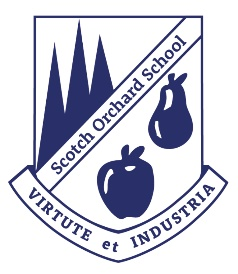 Scotch Orchard School
VIRTUTE et INDUSTRIA